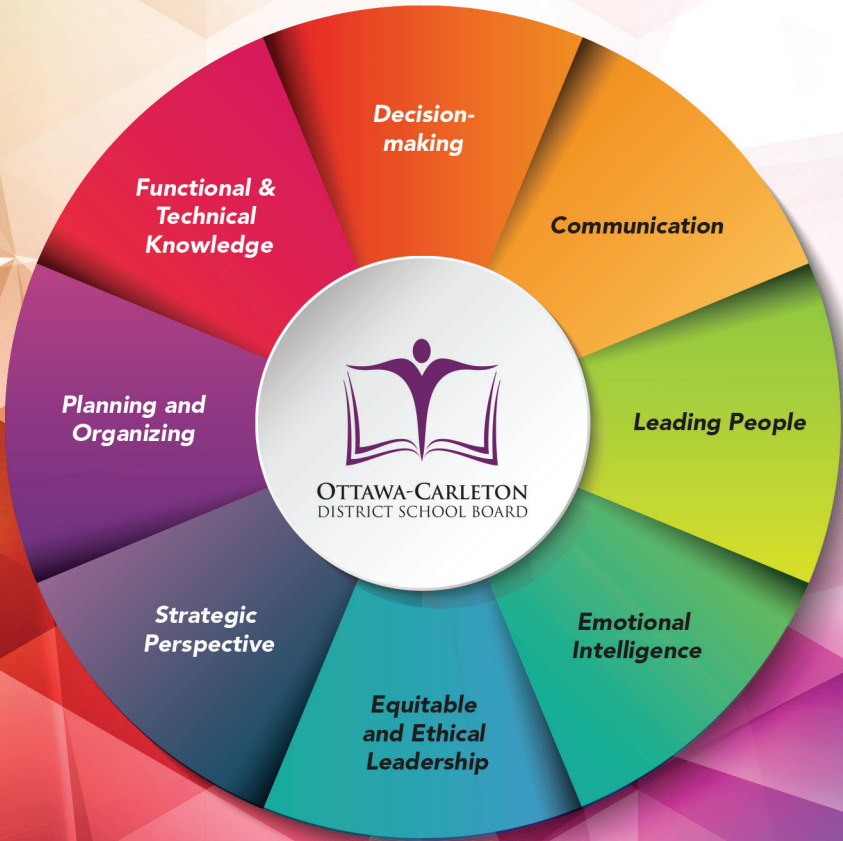 Decision-
making
Communication
Leading People
Emotional
Intelligence
Equitable
and Ethical
Leadership
Strategic
Perspective
Planning and
Organizing
Functional &
Technical
Knowledge
OTTAWA-CARLETON
DISTRICT SCHOOL BOARD